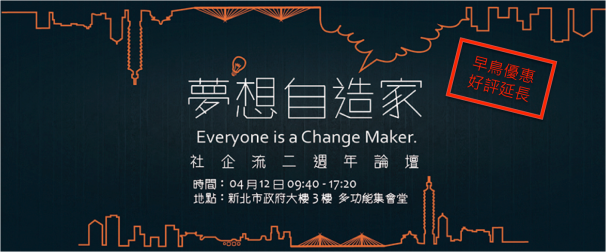 早鳥優惠
好評延長
夢想自造家
Everyone is a Change Maker.
社企流二週年論壇
時間：04月12日 09:40 - 17:20
地點：新北市政府大樓3樓 多功能集會堂